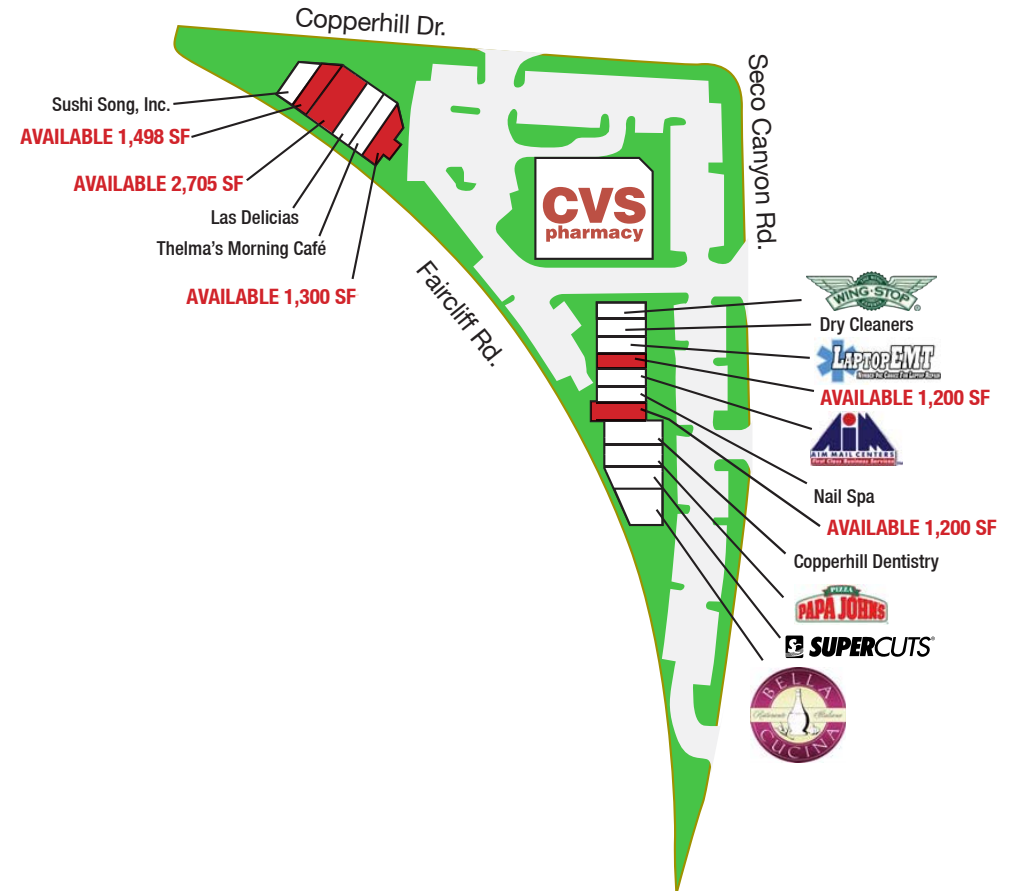 Copperhill Dr.
Seco Canyon Rd.
Faircliff Rd.
Sushi Song, Inc.
AVAILABLE 1,498 SF
AVAILABLE 2,705 SF
Las Delicias
Thelma's Morning Café
AVAILABLE 1,300 SF
CVS
pharmacy
WING·STOP
Dry Cleaners
LAPTOPEMT
AVAILABLE 1,200 SF
AIM
AIM MAIL CENTERS
First Class Business Services
Nail Spa
AVAILABLE 1,200 SF
Copperhill Dentistry
PIZZA
PAPA JOHNS
SUPERCUTS
BELLA
CUCINA